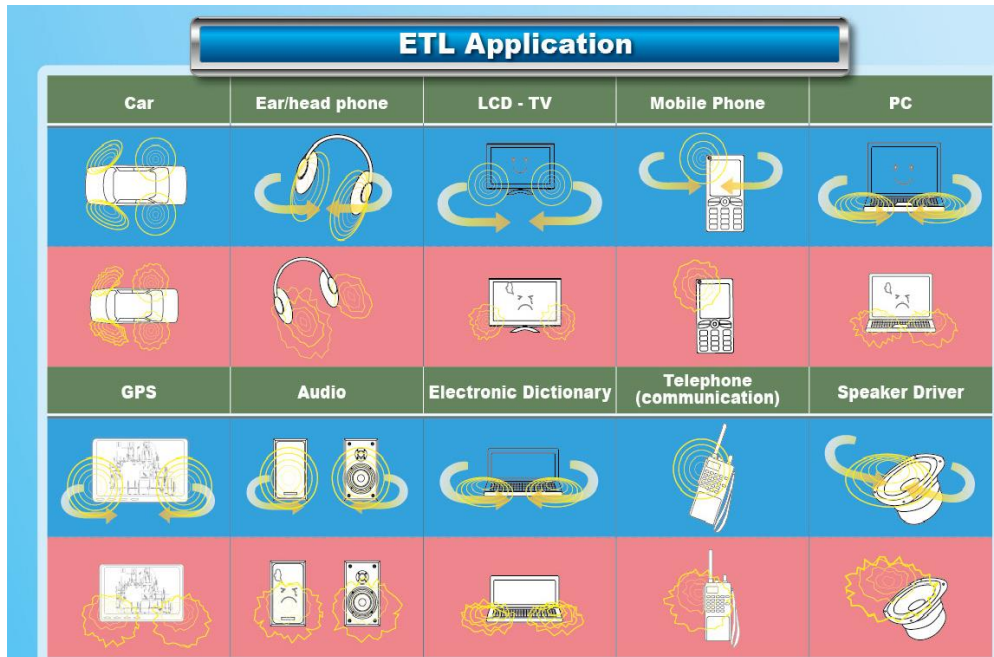 ETL Application
Car
Ear/head phone
LCD - TV
Mobile Phone
PC
GPS
Audio
Electronic Dictionary
Telephone
(communication)
Speaker Driver